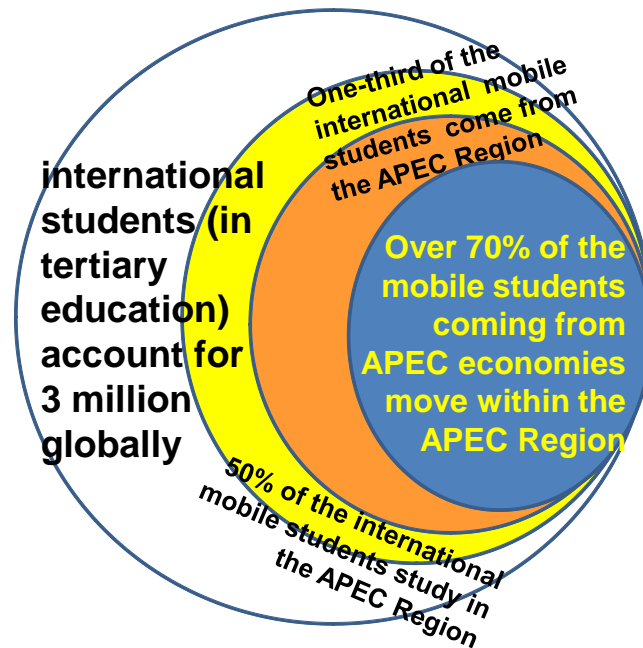 One-third of the
international mobile
students come from
the APEC Region
international
students (in
tertiary
education)
account for
3 million
globally
Over 70% of the
mobile students
coming from
APEC economies
move within the
APEC Region
50% of the international
mobile students study in
the APEC Region